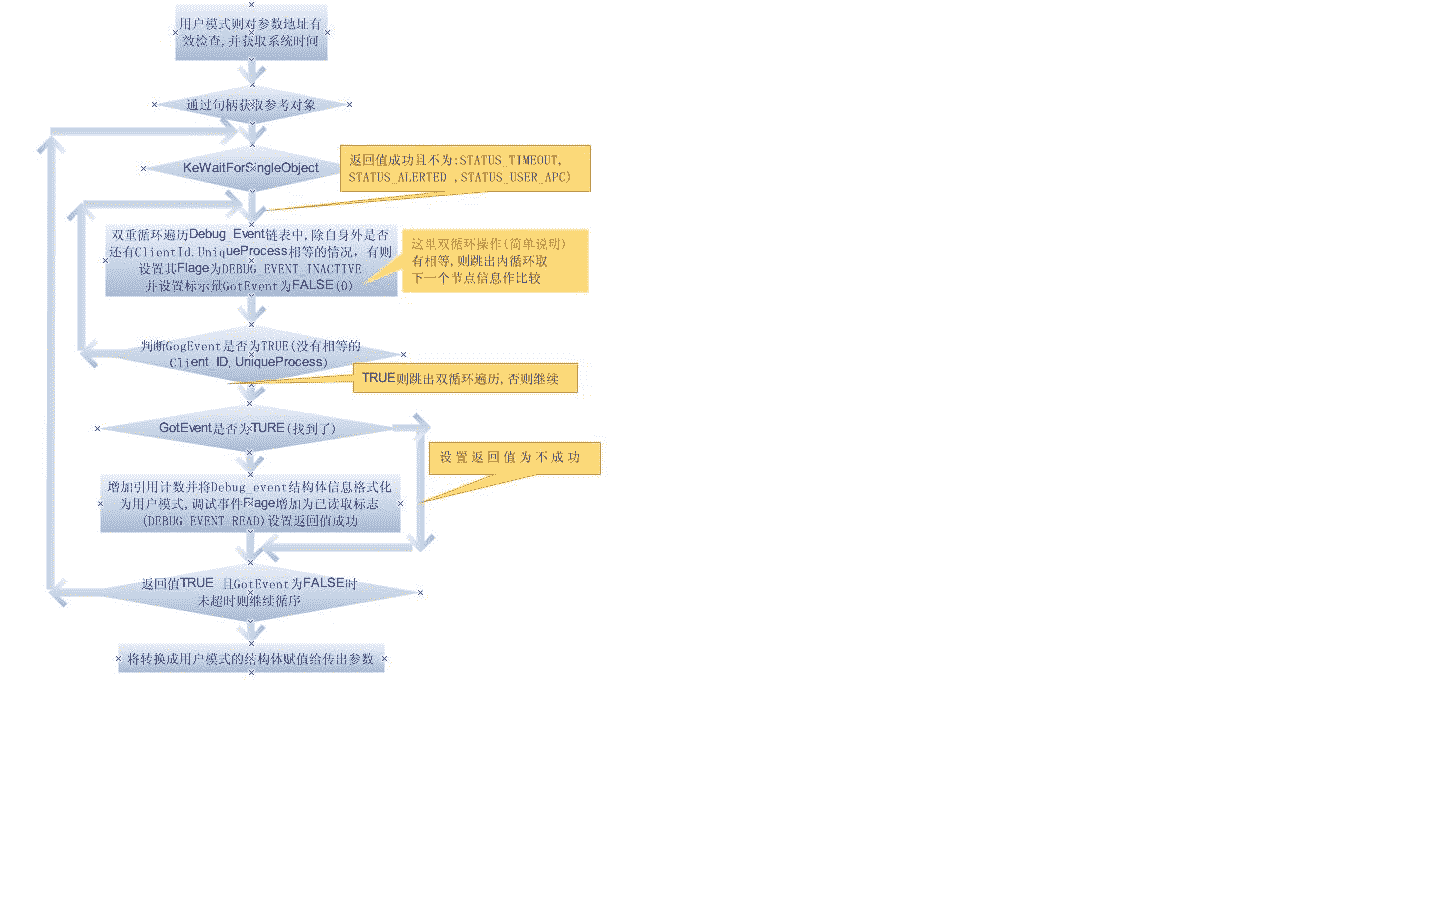 用户模式则对参数地址有
效检查,并获取系统时间
通过句柄获取参考对象
KeWaitForSingleObject
返回值成功且不为:STATUS_TIMEOUT,
STATUS_ALERTED ,STATUS_USER_APC)
双重循环遍历Debug_Event链表中,除自身外是否
还有ClientId.UniqueProcess相等的情况, 有则
设置其Flage为DEBUG_EVENT_INACTIVE
并设置标示量GotEvent为FALSE(0)
这里双循环操作(简单说明)
有相等,则跳出内循环取
下一个节点信息作比较
判断GogEvent是否为TRUE(没有相等的
Client_ID.UniqueProcess)
TRUE则跳出双循环遍历,否则继续
GotEvent是否为TURE(找到了)
设置返回值为不成功
增加引用计数并将Debug_event结构体信息格式化
为用户模式,调试事件Flage增加为已读取标志
(DEBUG_EVENT_READ)设置返回值成功
返回值TRUE 且GotEvent为FALSE时
未超时则继续循序
将转换成用户模式的结构体赋值给传出参数